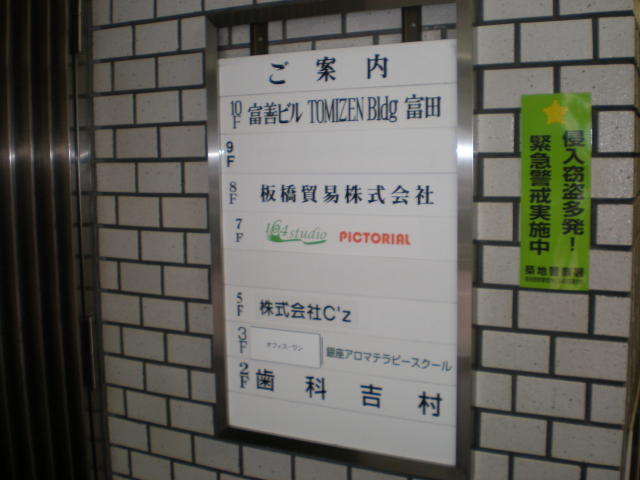 ご案内
10F 富善ビル TOMIZEN Bldg 富田
9F
8F 板橋貿易株式会社
7F 164studio PICTORIAL
5F 株式会社C'z
3F オフィス・ワン 銀座アロマテラピースクール
2F 歯科吉村
侵入窃盗多発！
緊急警戒実施中
築地警察署